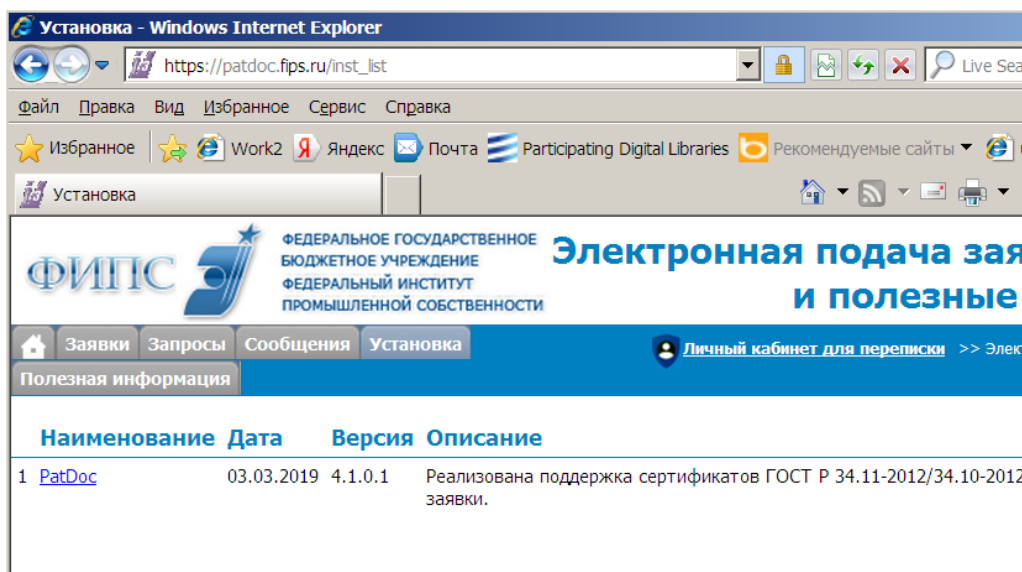 Установка - Windows Internet Explorer
https://patdoc.fips.ru/inst_list
Live Sea
Файл Правка Вид Избранное Сервис Справка
Избранное Work2 Яндекс Почта Participating Digital Libraries Рекомендуемые сайты
Установка
ФИПС
ФЕДЕРАЛЬНОЕ ГОСУДАРСТВЕННОЕ
БЮДЖЕТНОЕ УЧРЕЖДЕНИЕ
ФЕДЕРАЛЬНЫЙ ИНСТИТУТ
ПРОМЫШЛЕННОЙ СОБСТВЕННОСТИ
Электронная подача зая
и полезные
Заявки Запросы Сообщения Установка
Личный кабинет для переписки >> Элек
Полезная информация
Наименование Дата Версия Описание
1 PatDoc 03.03.2019 4.1.0.1 Реализована поддержка сертификатов ГОСТ Р 34.11-2012/34.10-2012
заявки.